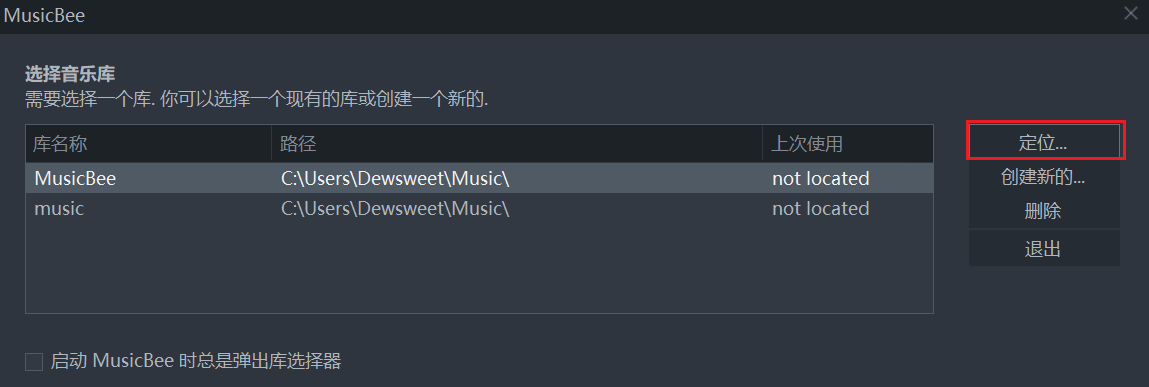 MusicBee
选择音乐库
需要选择一个库. 你可以选择一个现有的库或创建一个新的.
库名称 路径 上次使用
MusicBee C:\Users\Dewsweet\Music\ not located
music C:\Users\Dewsweet\Music\ not located
定位...
创建新的...
删除
退出
启动 MusicBee 时总是弹出库选择器